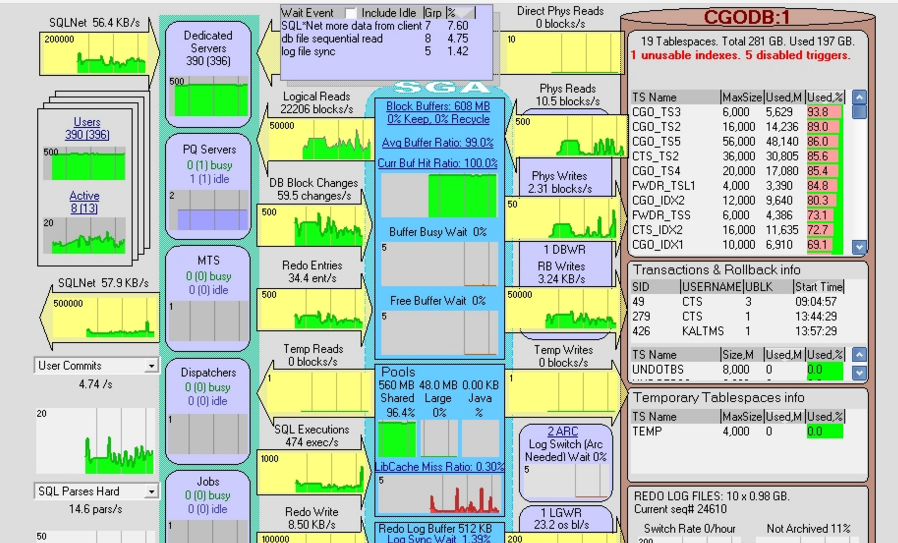 SQLNet 56.4 KB/s
200000
Users
390 (396)
500
Active
8 (13)
20
SQLNet 57.9 KB/s
500000
User Commits
4.74 /s
20
SQL Parses Hard
14.6 pars/s
50
Dedicated
Servers
390 (396)
500
PQ Servers
0 (1) busy
1 (1) idle
2
MTS
0 (0) busy
0 (0) idle
1
Dispatchers
0 (0) busy
0 (0) idle
1
Jobs
0 (0) busy
0 (0) idle
1
Wait Event Include Idle Grp %
SQL*Net more data from client 7 7.60
db file sequential read 8 4.75
log file sync 5 1.42
Logical Reads
22206 blocks/s
50000
DB Block Changes
59.5 changes/s
500
Redo Entries
34.4 ent/s
500
Temp Reads
0 blocks/s
1
SQL Executions
474 exec/s
1000
Redo Write
8.50 KB/s
100000
SGA
Block Buffers: 608 MB
0% Keep, 0% Recycle
Avg Buffer Ratio: 99.0%
Curr Buf Hit Ratio: 100.0%
Buffer Busy Wait 0%
5
Free Buffer Wait 0%
5
Pools
560 MB 48.0 MB 0.00 KB
Shared Large Java
96.4% 0% %
LibCache Miss Ratio: 0.30%
5
Redo Log Buffer 512 KB
Log Sync Wait 1.39%
Direct Phys Reads
0 blocks/s
10
Phys Reads
10.5 blocks/s
500
Phys Writes
2.31 blocks/s
50
1 DBWR
RB Writes
3.24 KB/s
50000
Temp Writes
0 blocks/s
1
2 ARC
Log Switch (Arc
Needed) Wait 0%
5
1 LGWR
23.2 os bl/s
200
CGODB:1
19 Tablespaces. Total 281 GB. Used 197 GB.
1 unusable indexes. 5 disabled triggers.
TS Name MaxSize Used,M Used,%
CGO_TS3 6,000 5,629 93.8
CGO_TS2 16,000 14,236 89.0
CGO_TS5 56,000 48,140 86.0
CTS_TS2 36,000 30,805 85.6
CGO_TS4 20,000 17,080 85.4
FWDR_TSL1 4,000 3,390 84.8
CGO_IDX2 12,000 9,640 80.3
FWDR_TSS 6,000 4,386 73.1
CTS_IDX2 16,000 11,635 72.7
CGO_IDX1 10,000 6,910 69.1
Transactions & Rollback info
SID USERNAME UBLK Start Time
49 CTS 3 09:04:57
279 CTS 1 13:44:29
426 KALTMS 1 13:57:29
TS Name Size,M Used,M Used,%
UNDOTBS 8,000 0 0.0
Temporary Tablespaces info
TS Name MaxSize Used,M Used,%
TEMP 4,000 0 0.0
REDO LOG FILES: 10 x 0.98 GB.
Current seq# 24610
Switch Rate 0/hour Not Archived 11%
200 5